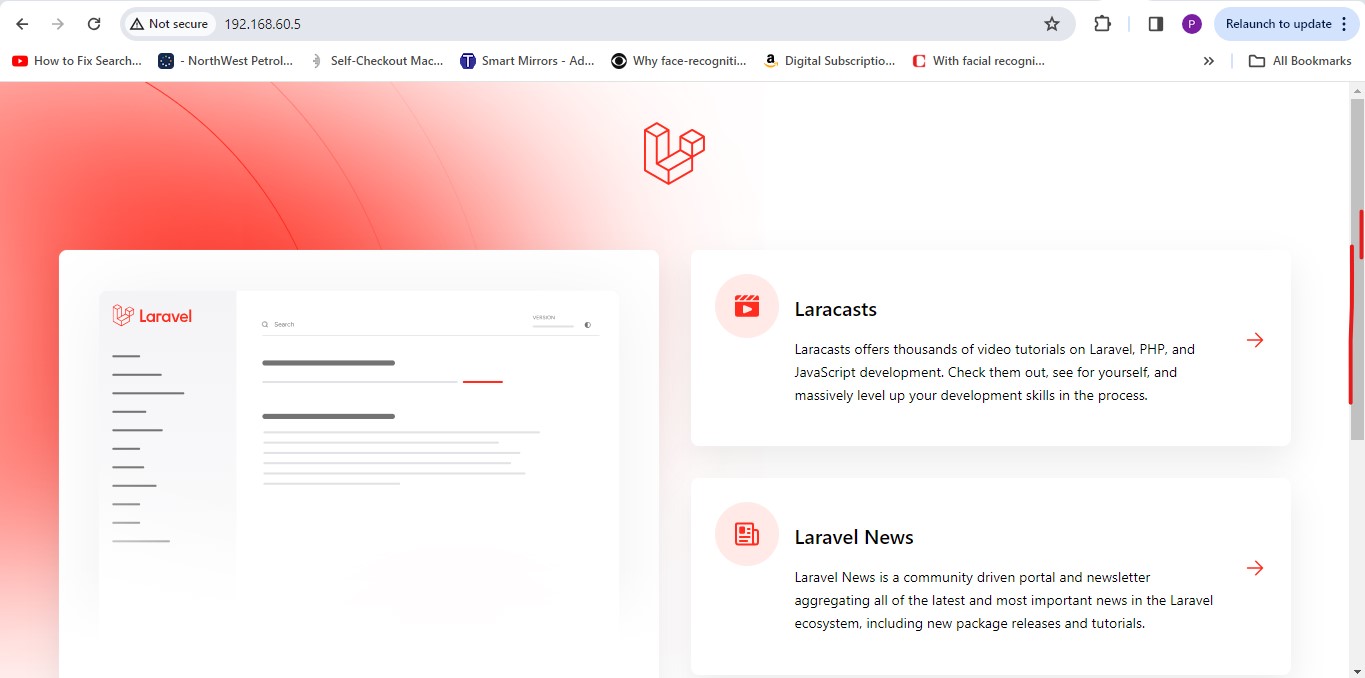 Not secure 192.168.60.5 Relaunch to update
P
How to Fix Search... - NorthWest Petrol... Self-Checkout Mac... Smart Mirrors - Ad... Why face-recogniti... Digital Subscriptio... With facial recogni... All Bookmarks
Laravel
Search
VERSION
Laracasts
Laracasts offers thousands of video tutorials on Laravel, PHP, and
JavaScript development. Check them out, see for yourself, and
massively level up your development skills in the process.
Laravel News
Laravel News is a community driven portal and newsletter
aggregating all of the latest and most important news in the Laravel
ecosystem, including new package releases and tutorials.